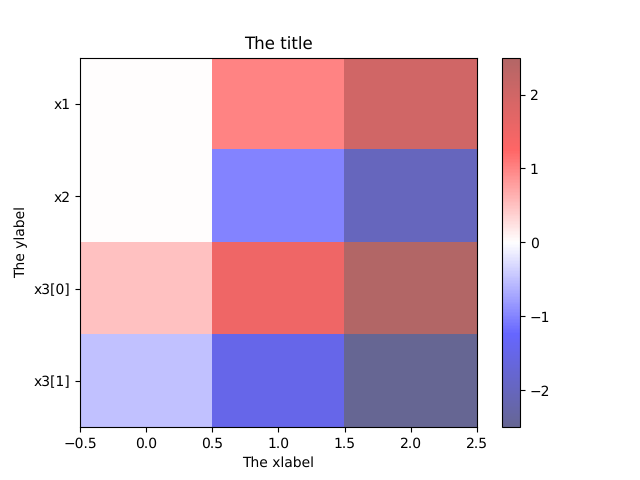 The title
The ylabel
x1
x2
x3[0]
x3[1]
−0.5 0.0 0.5 1.0 1.5 2.0 2.5
The xlabel
2
1
0
−1
−2